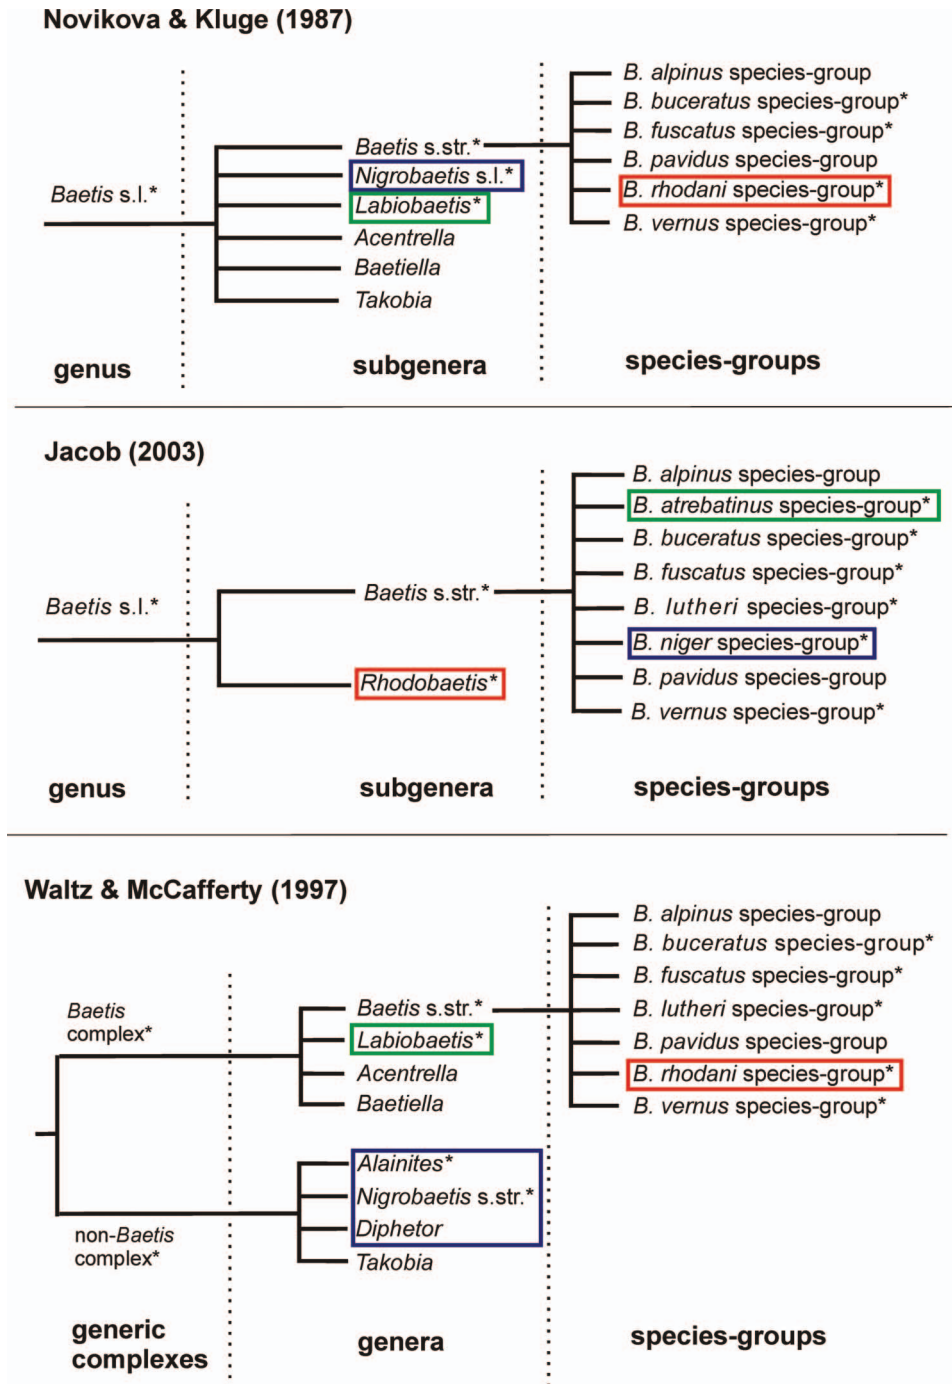 Novikova & Kluge (1987)
Baetis s.l.*
Baetis s.str.*
Nigrobaetis s.l.*
Labiobaetis*
Acentrella
Baetiella
Takobia
B. alpinus species-group
B. buceratus species-group*
B. fuscatus species-group*
B. pavidus species-group
B. rhodani species-group*
B. vernus species-group*
genus
subgenera
species-groups
Jacob (2003)
Baetis s.l.*
Baetis s.str.*
Rhodobaetis*
B. alpinus species-group
B. atrebatinus species-group*
B. buceratus species-group*
B. fuscatus species-group*
B. lutheri species-group*
B. niger species-group*
B. pavidus species-group
B. vernus species-group*
genus
subgenera
species-groups
Waltz & McCafferty (1997)
Baetis
complex*
Baetis s.str.*
Labiobaetis*
Acentrella
Baetiella
B. alpinus species-group
B. buceratus species-group*
B. fuscatus species-group*
B. lutheri species-group*
B. pavidus species-group
B. rhodani species-group*
B. vernus species-group*
non-Baetis
complex*
Alainites*
Nigrobaetis s.str.*
Diphetor
Takobia
generic
complexes
genera
species-groups